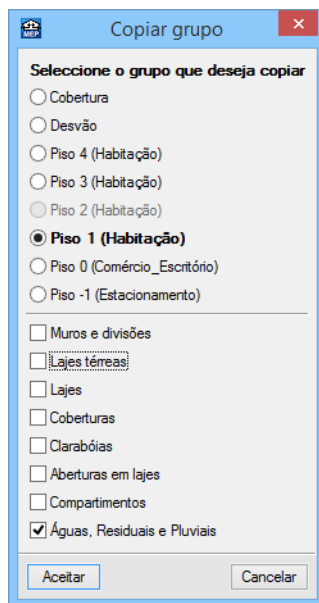 MEP
Copiar grupo
Seleccione o grupo que deseja copiar
Cobertura
Desvão
Piso 4 (Habitação)
Piso 3 (Habitação)
Piso 2 (Habitação)
Piso 1 (Habitação)
Piso 0 (Comércio_Escritório)
Piso -1 (Estacionamento)
Muros e divisões
Lajes térreas
Lajes
Coberturas
Clarabóias
Aberturas em lajes
Compartimentos
Águas, Residuais e Pluviais
Aceitar
Cancelar